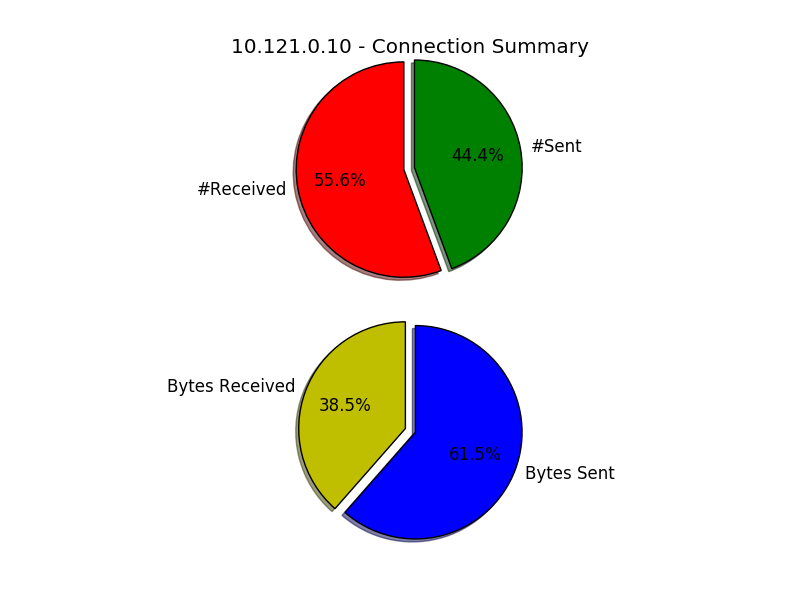 10.121.0.10 - Connection Summary
44.4%
#Sent
55.6%
#Received
Bytes Received
38.5%
61.5%
Bytes Sent